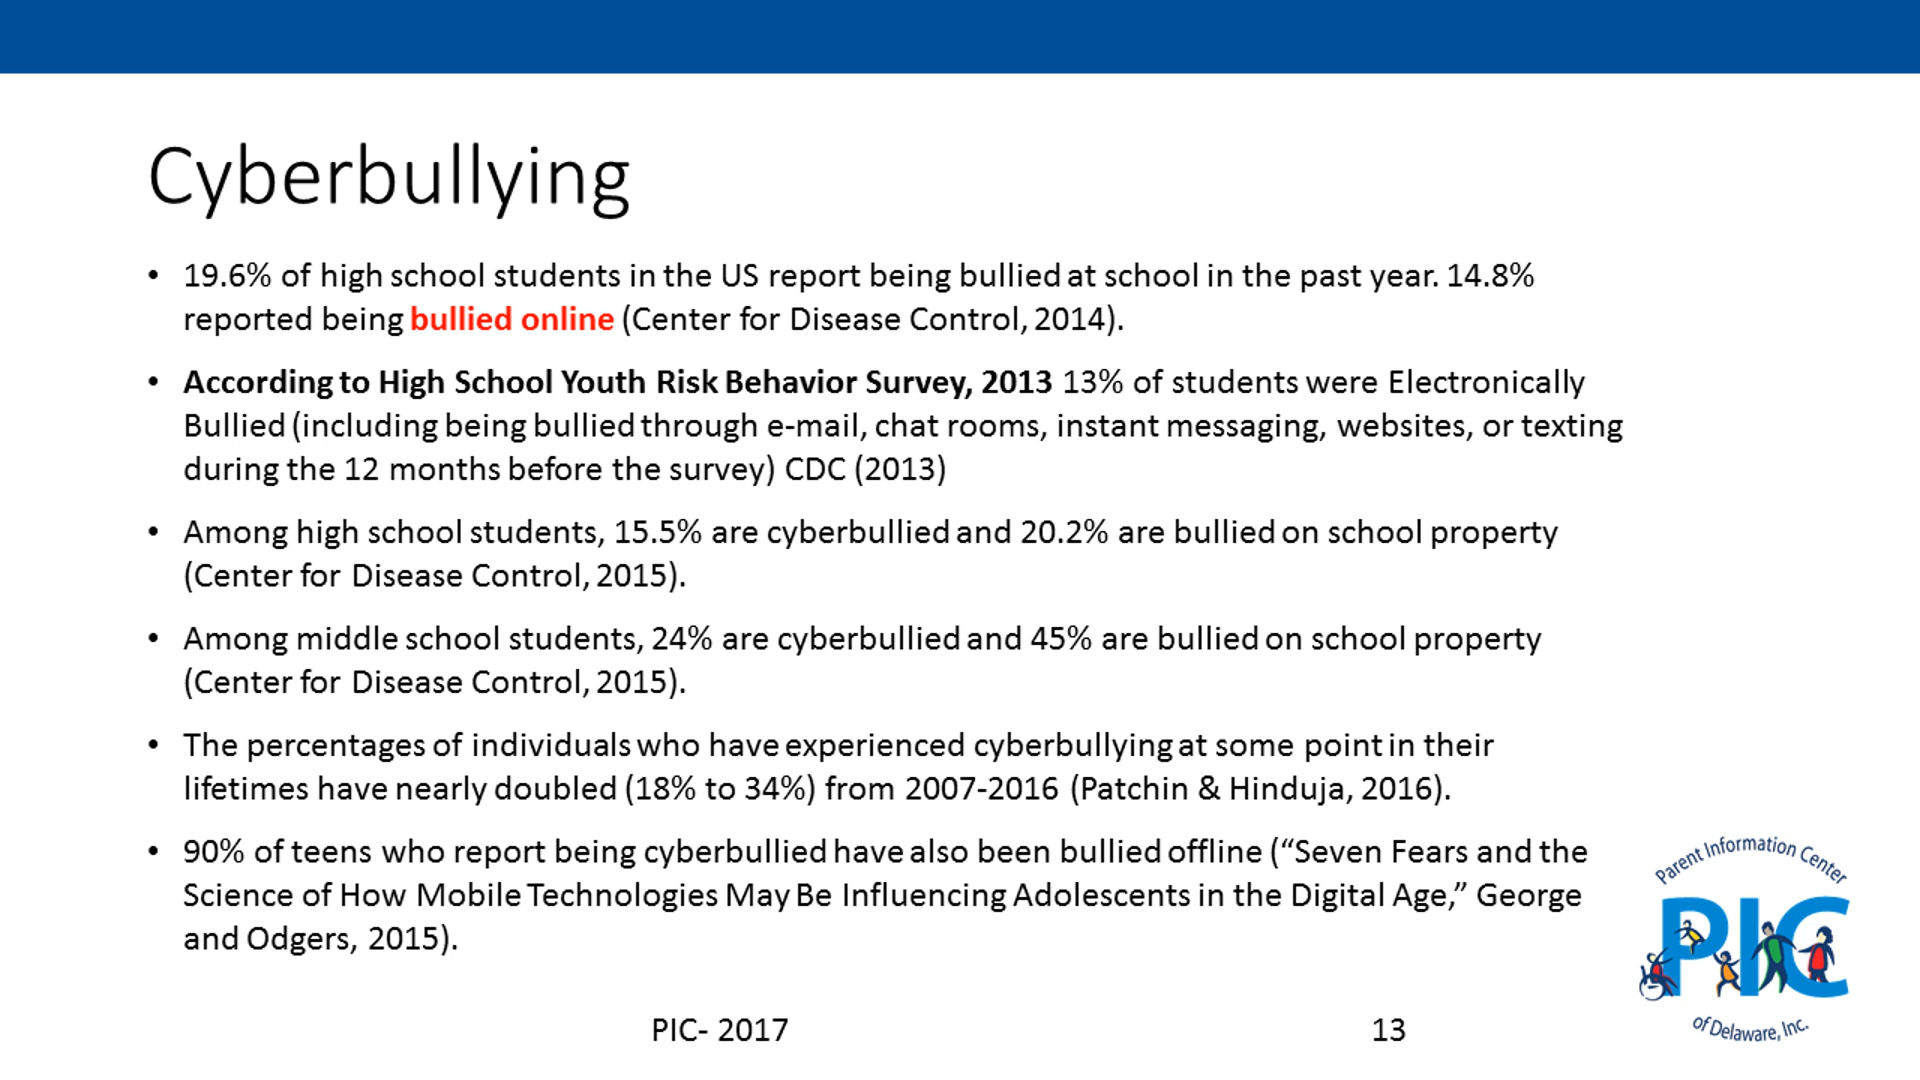 Cyberbullying
• 19.6% of high school students in the US report being bullied at school in the past year. 14.8%
reported being bullied online (Center for Disease Control, 2014).
• According to High School Youth Risk Behavior Survey, 2013 13% of students were Electronically
Bullied (including being bullied through e-mail, chat rooms, instant messaging, websites, or texting
during the 12 months before the survey) CDC (2013)
• Among high school students, 15.5% are cyberbullied and 20.2% are bullied on school property
(Center for Disease Control, 2015).
• Among middle school students, 24% are cyberbullied and 45% are bullied on school property
(Center for Disease Control, 2015).
• The percentages of individuals who have experienced cyberbullying at some point in their
lifetimes have nearly doubled (18% to 34%) from 2007-2016 (Patchin & Hinduja, 2016).
• 90% of teens who report being cyberbullied have also been bullied offline (“Seven Fears and the
Science of How Mobile Technologies May Be Influencing Adolescents in the Digital Age,” George
and Odgers, 2015).
Parent Information Center
PIC
of Delaware, Inc.
PIC- 2017
13